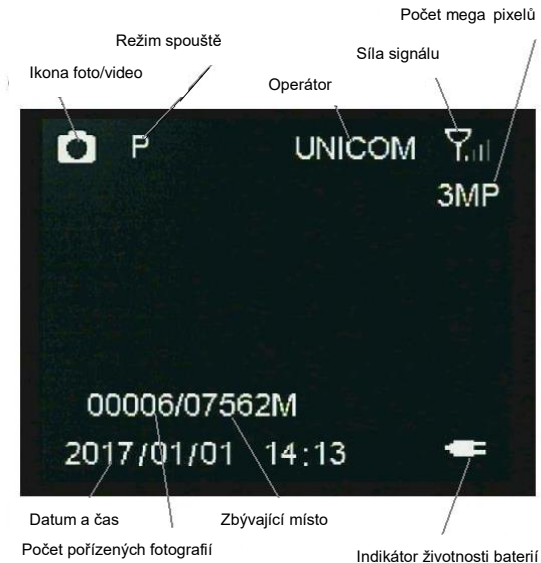 Počet mega pixelů
Režim spouště
Síla signálu
Ikona foto/video
Operátor
P UNICOM
3MP
00006/07562M
2017/01/01 14:13
Datum a čas Zbývající místo
Počet pořízených fotografií
Indikátor životnosti baterií